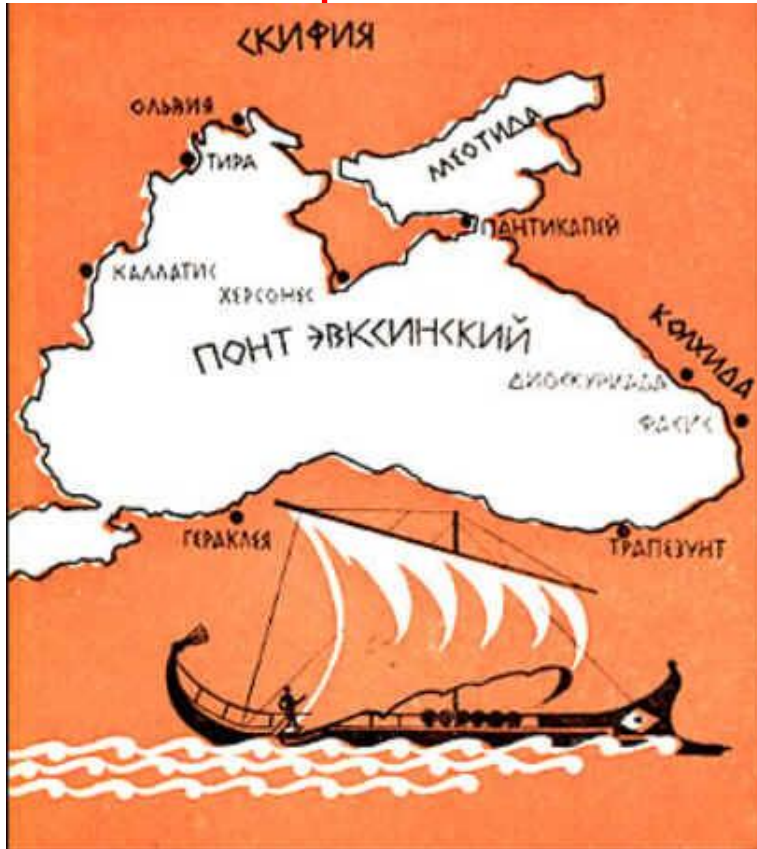 СКИФИЯ
ОЛЬВИЯ
МЕОТИДА
ТИРА
ПАНТИКАПЕЙ
КАЛЛАТИС
ХЕРСОНЕС
ПОНТ ЭВКСИНСКИЙ
КОЛХИДА
ДИОСКУРИАДА
ФАСИС
ГЕРАКЛЕЯ
ТРАПЕЗУНТ